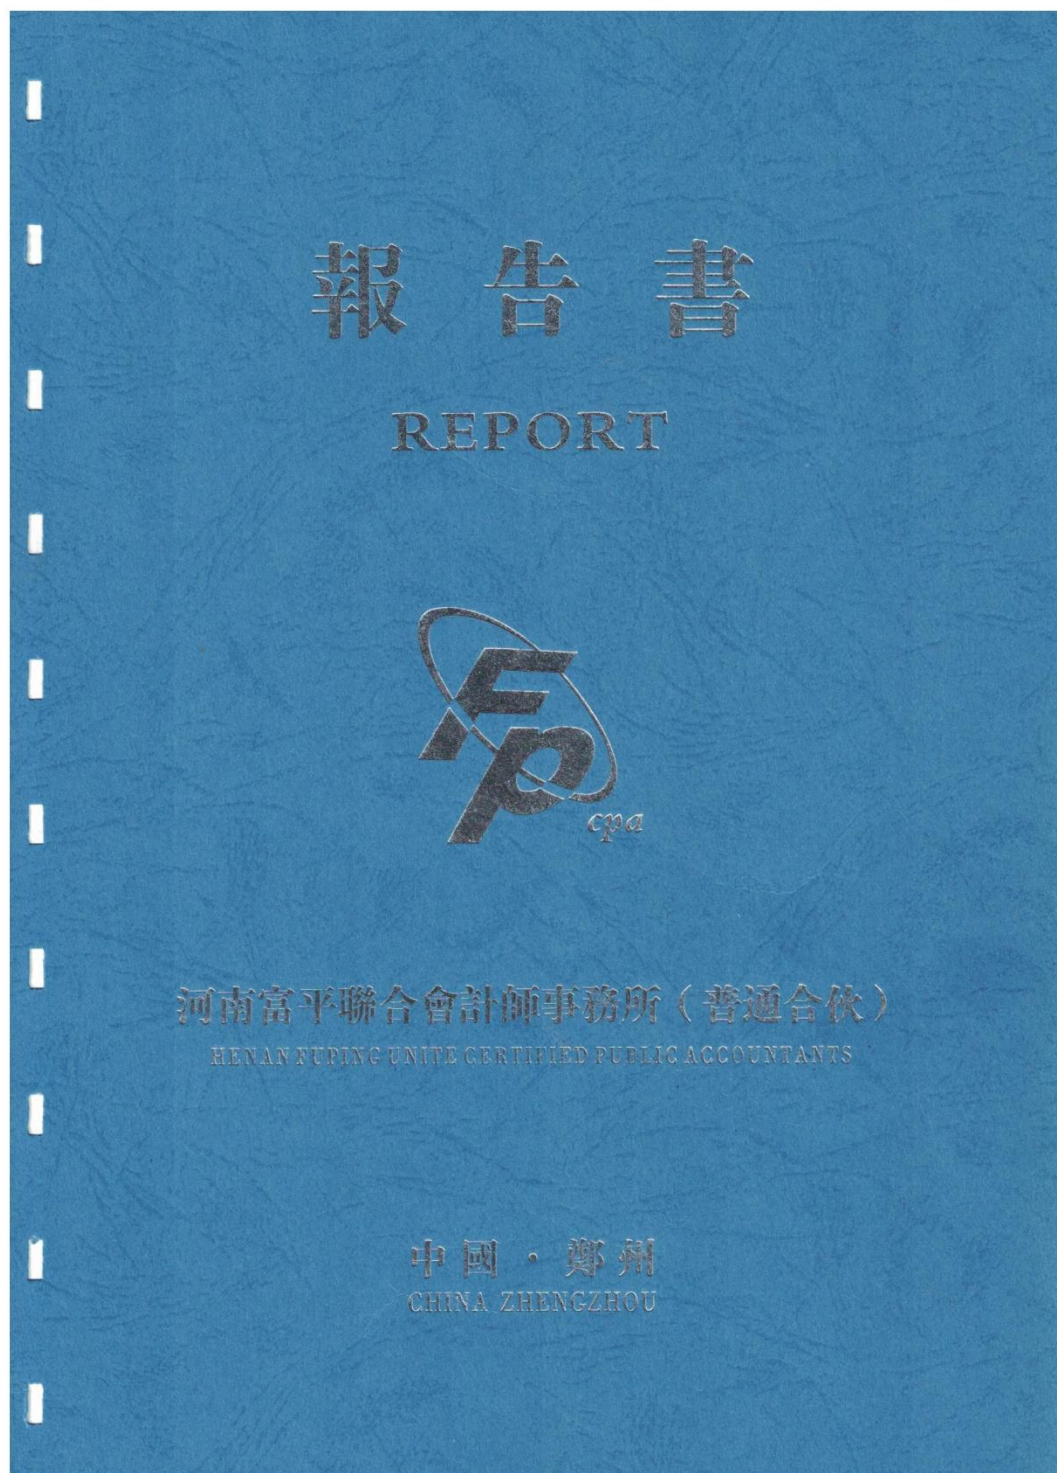 報告書
REPORT
FP
cpa
河南富平聯合會計師事務所（普通合伙）
HENAN FUPING UNITE CERTIFIED PUBLIC ACCOUNTANTS
中國·鄭州
CHINA ZHENGZHOU